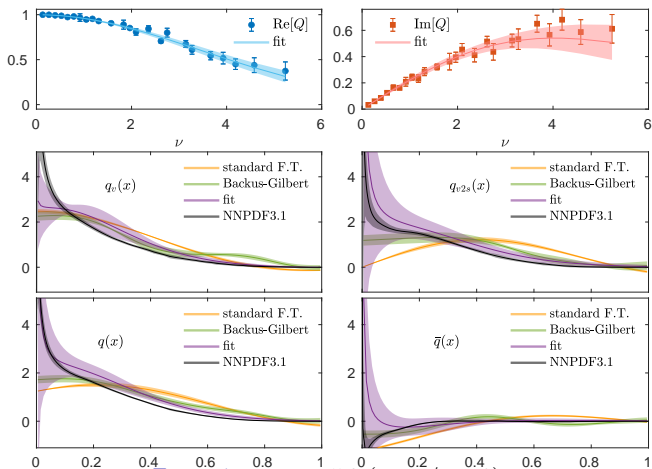 1
0.5
0
Re[Q]
fit
0 2 4 6
ν
0.6
0.4
0.2
0
Im[Q]
fit
0 2 4 6
ν
4
2
0
q_v(x)
standard F.T.
Backus-Gilbert
fit
NNPDF3.1
4
2
0
q_{v2s}(x)
standard F.T.
Backus-Gilbert
fit
NNPDF3.1
4
2
0
q(x)
standard F.T.
Backus-Gilbert
fit
NNPDF3.1
0 0.2 0.4 0.6 0.8 1
4
2
0
q̅(x)
standard F.T.
Backus-Gilbert
fit
NNPDF3.1
0 0.2 0.4 0.6 0.8 1